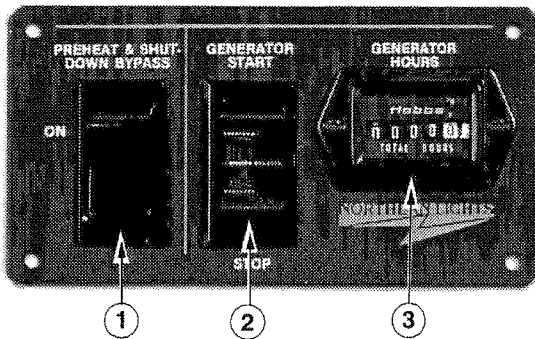 PREHEAT & SHUT-
DOWN BYPASS
GENERATOR
START
GENERATOR
HOURS
ON
Hobbs
TOTAL HOURS
NORTHERN LIGHTS
STOP
1
2
3